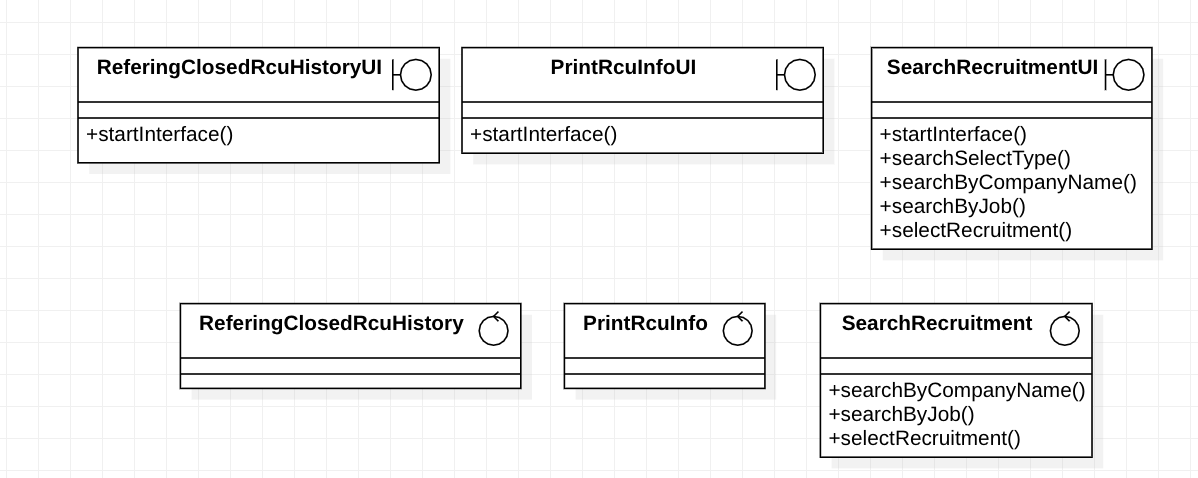 ReferingClosedRcuHistoryUI
+startInterface()
PrintRcuInfoUI
+startInterface()
SearchRecruitmentUI
+startInterface()
+searchSelectType()
+searchByCompanyName()
+searchByJob()
+selectRecruitment()
ReferingClosedRcuHistory
PrintRcuInfo
SearchRecruitment
+searchByCompanyName()
+searchByJob()
+selectRecruitment()